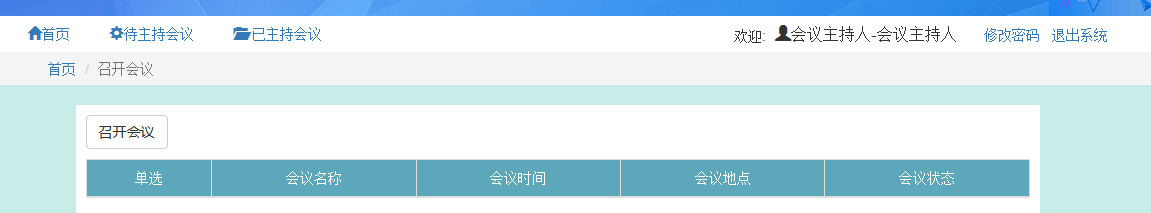 首页 待主持会议 已主持会议 欢迎: 会议主持人-会议主持人 修改密码 退出系统
首页 / 召开会议
召开会议
单选 会议名称 会议时间 会议地点 会议状态